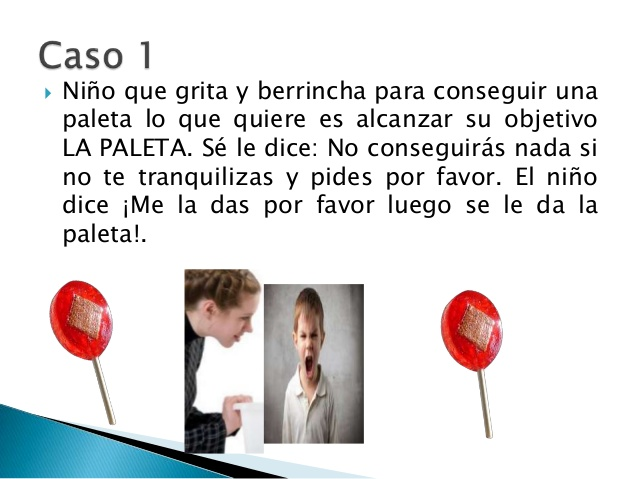 Caso 1
Niño que grita y berrincha para conseguir una
paleta lo que quiere es alcanzar su objetivo
LA PALETA. Sé le dice: No conseguirás nada si
no te tranquilizas y pides por favor. El niño
dice ¡Me la das por favor luego se le da la
paleta!.